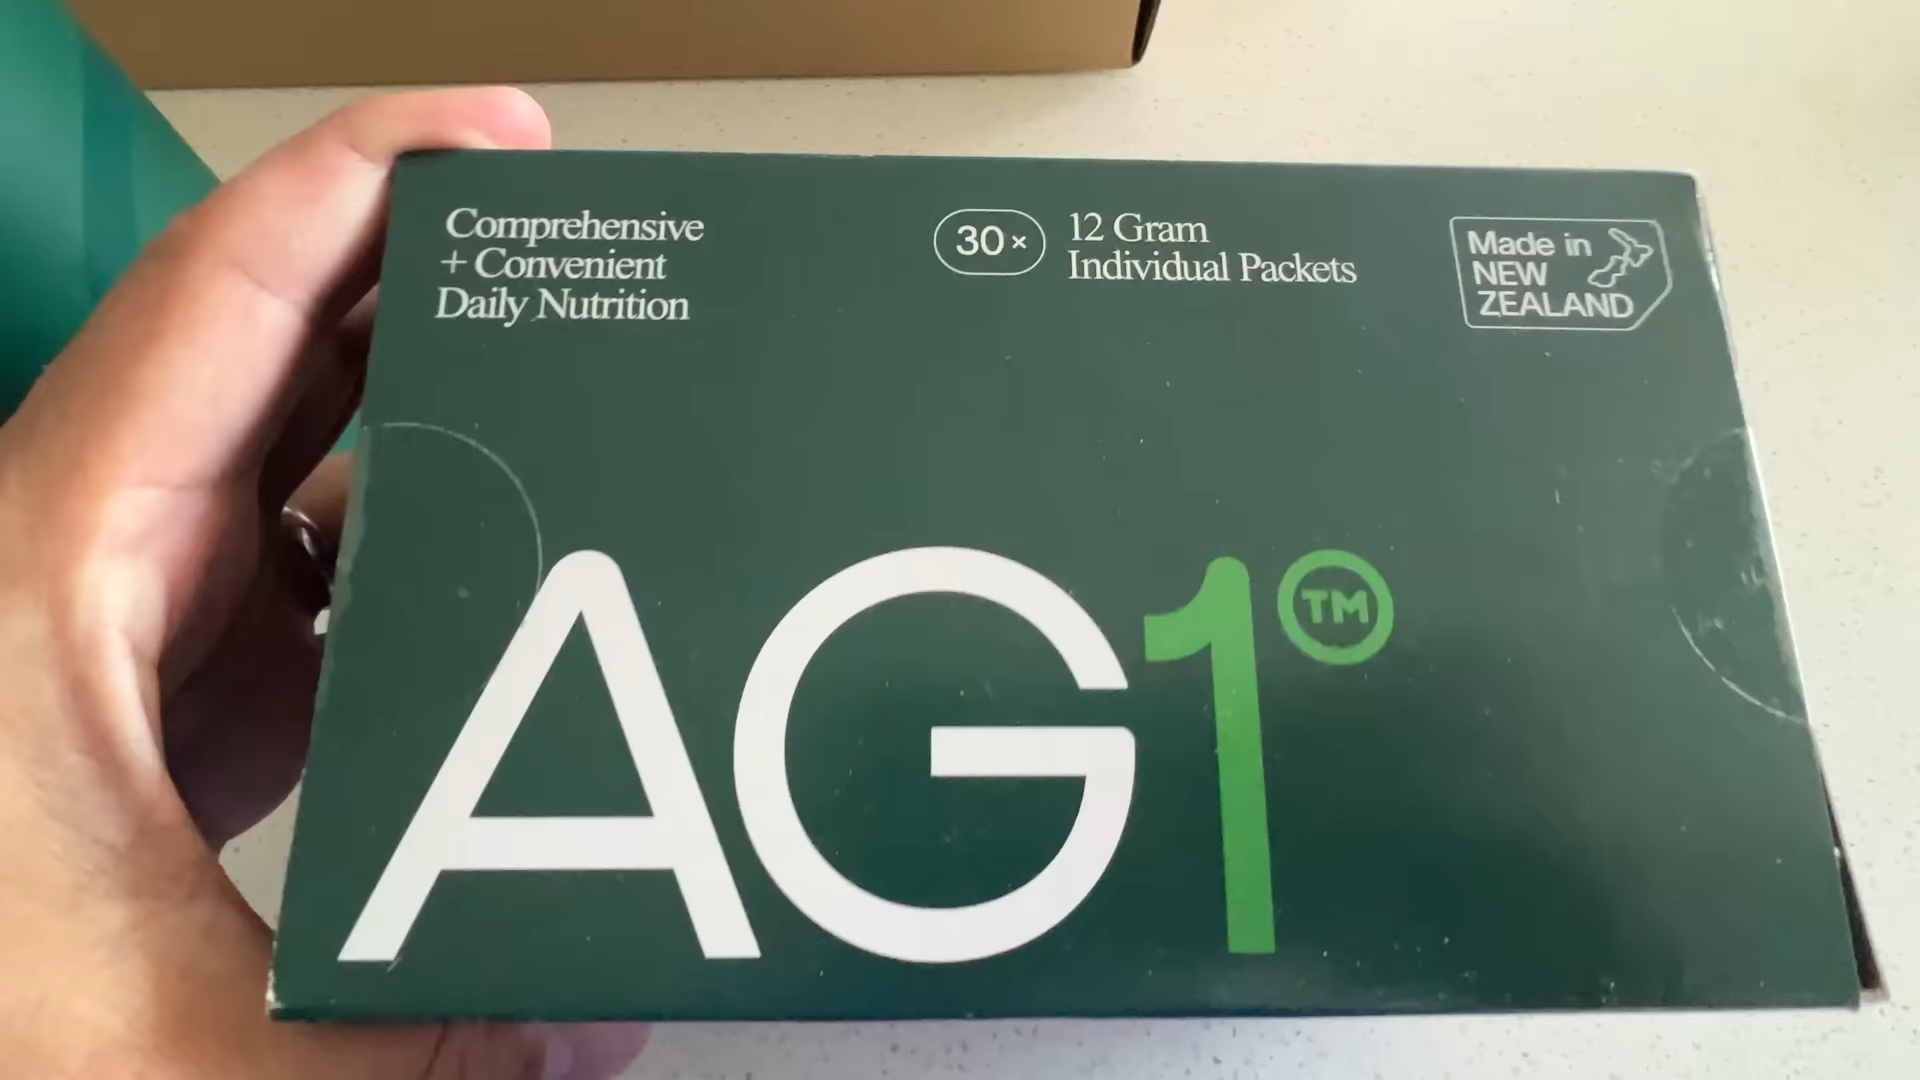 Comprehensive
+ Convenient
Daily Nutrition
30×
12 Gram
Individual Packets
Made in
NEW
ZEALAND
AG1 TM